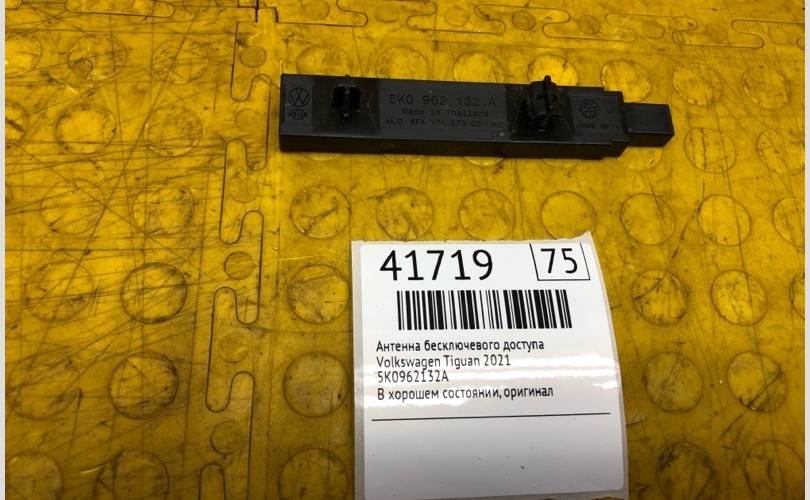 5K0 962 132 A
Made in Thailand
41719
75
Антенна бесключевого доступа
Volkswagen Tiguan 2021
5K0962132A
В хорошем состоянии, оригинал